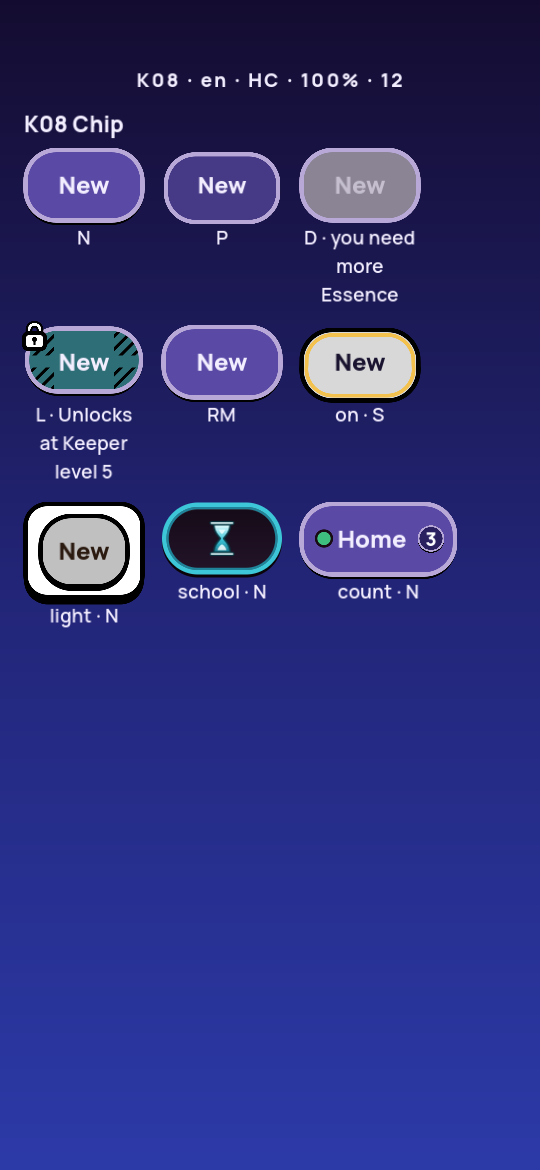 K08 · en · HC · 100% · 12
K08 Chip
New
New
New
N
P
D · you need
more
Essence
New
New
New
L · Unlocks
at Keeper
level 5
RM
on · S
New
Home 3
light · N
school · N
count · N